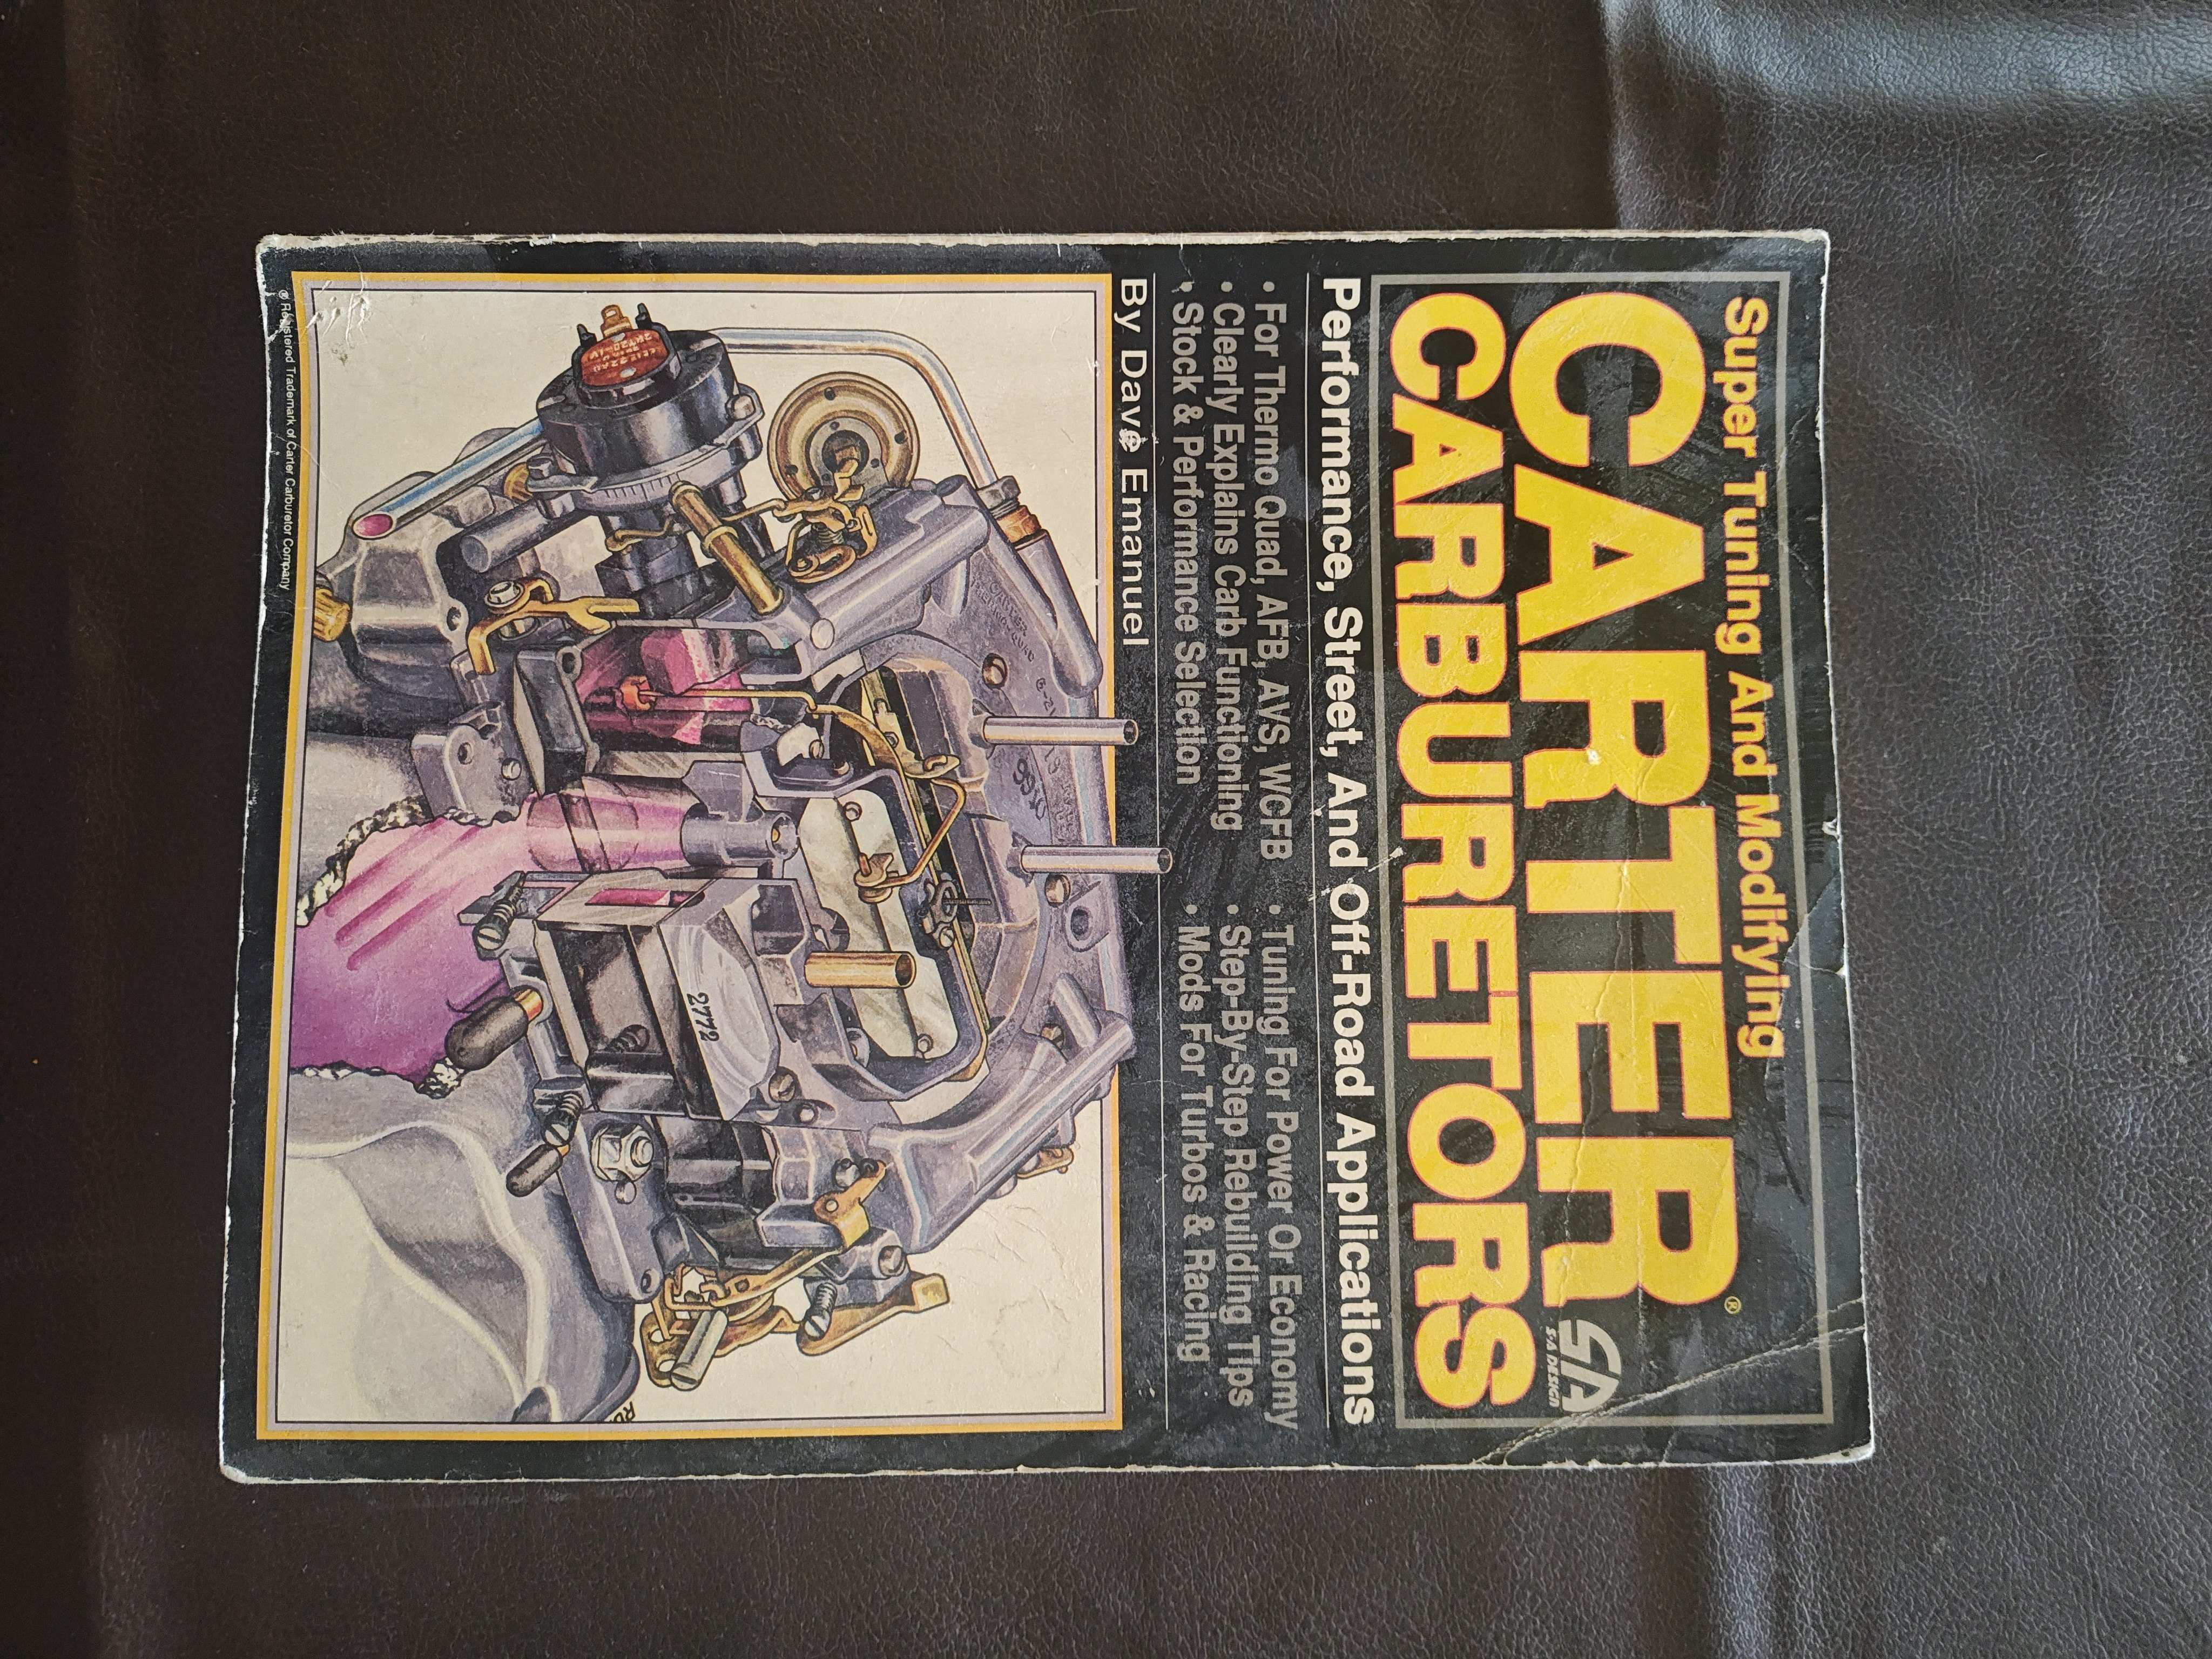 Super Tuning And Modifying
CARTER®
CARBURETORS
SA
S-A DESIGN
Performance, Street, And Off-Road Applications
• For Thermo Quad, AFB, AVS, WCFB
• Clearly Explains Carb Functioning
• Stock & Performance Selection
• Tuning For Power Or Economy
• Step-By-Step Rebuilding Tips
• Mods For Turbos & Racing
By Dave Emanuel
2772
® Registered Trademark of Carter Carburetor Company